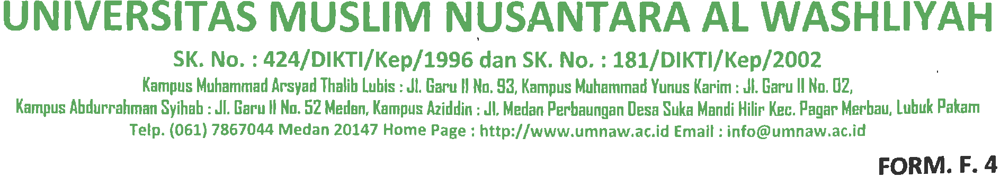 UNIVERSITAS MUSLIM NUSANTARA AL WASHLIYAH
SK. No. : 424/DIKTI/Kep/1996 dan SK. No. : 181/DIKTI/Kep/2002
Kampus Muhammad Arsyad Thalib Lubis : Jl. Garu II No. 93, Kampus Muhammad Yunus Karim : Jl. Garu II No. 02,
Kampus Abdurrahman Syihab : Jl. Garu II No. 52 Medan, Kampus Aziddin : Jl. Medan Perbaungan Desa Suka Mandi Hilir Kec. Pagar Merbau, Lubuk Pakam
Telp. (061) 7867044 Medan 20147 Home Page : http://www.umnaw.ac.id Email : info@umnaw.ac.id
FORM. F. 4